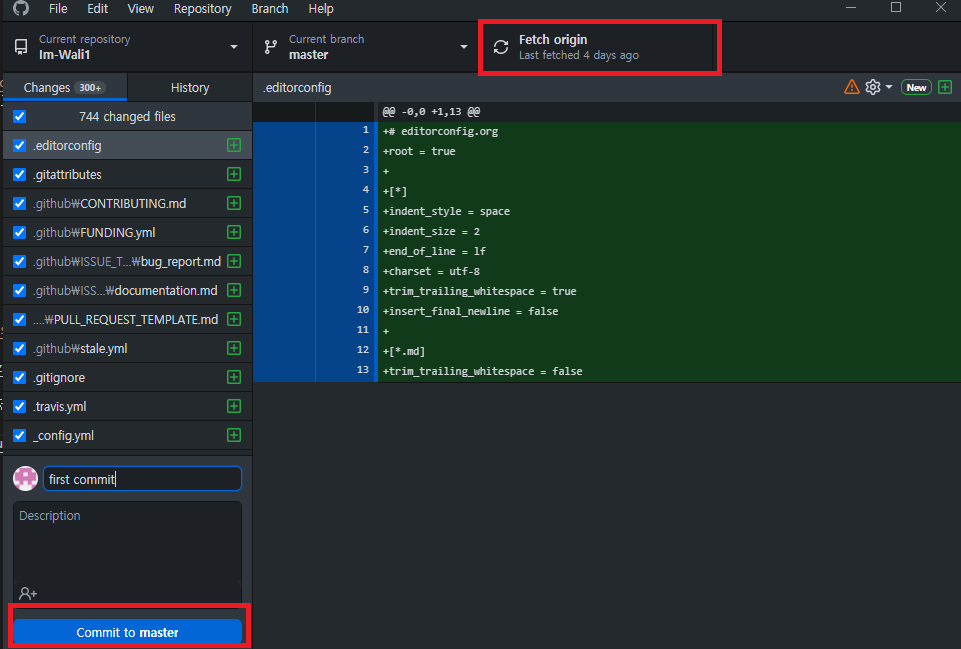 File Edit View Repository Branch Help
Current repository
Im-Wali1
Current branch
master
Fetch origin
Last fetched 4 days ago
Changes 300+
History
.editorconfig
New
744 changed files
.editorconfig
.gitattributes
.github₩CONTRIBUTING.md
.github₩FUNDING.yml
.github₩ISSUE_T...₩bug_report.md
.github₩ISS...₩documentation.md
....₩PULL_REQUEST_TEMPLATE.md
.github₩stale.yml
.gitignore
.travis.yml
_config.yml
first commit
Description
Commit to master
@@ -0,0 +1,13 @@
1 +# editorconfig.org
2 +root = true
3 +
4 +[*]
5 +indent_style = space
6 +indent_size = 2
7 +end_of_line = lf
8 +charset = utf-8
9 +trim_trailing_whitespace = true
10 +insert_final_newline = false
11 +
12 +[*.md]
13 +trim_trailing_whitespace = false